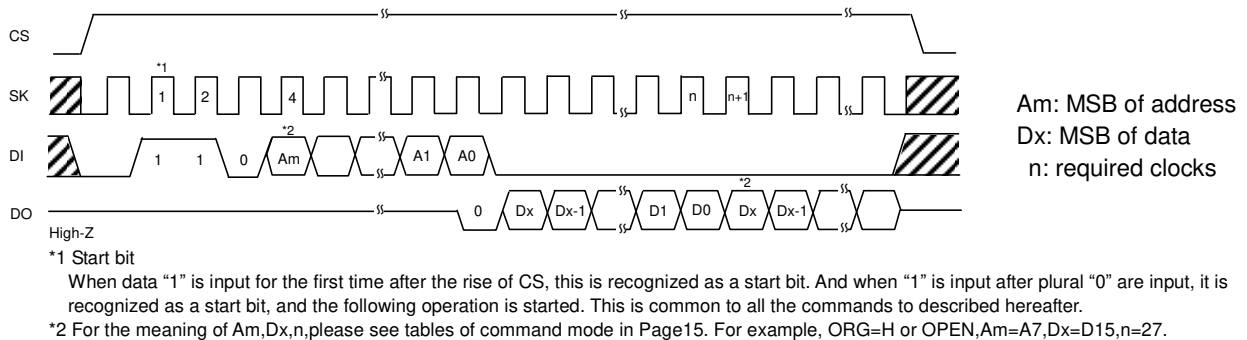 CS
SK
*1
1 2 4 n n+1
DI
*2
1 1 0 Am A1 A0
DO
*2
0 Dx Dx-1 D1 D0 Dx Dx-1
High-Z
Am: MSB of address
Dx: MSB of data
n: required clocks
*1 Start bit
When data “1” is input for the first time after the rise of CS, this is recognized as a start bit. And when “1” is input after plural “0” are input, it is
recognized as a start bit, and the following operation is started. This is common to all the commands to described hereafter.
*2 For the meaning of Am,Dx,n,please see tables of command mode in Page15. For example, ORG=H or OPEN,Am=A7,Dx=D15,n=27.